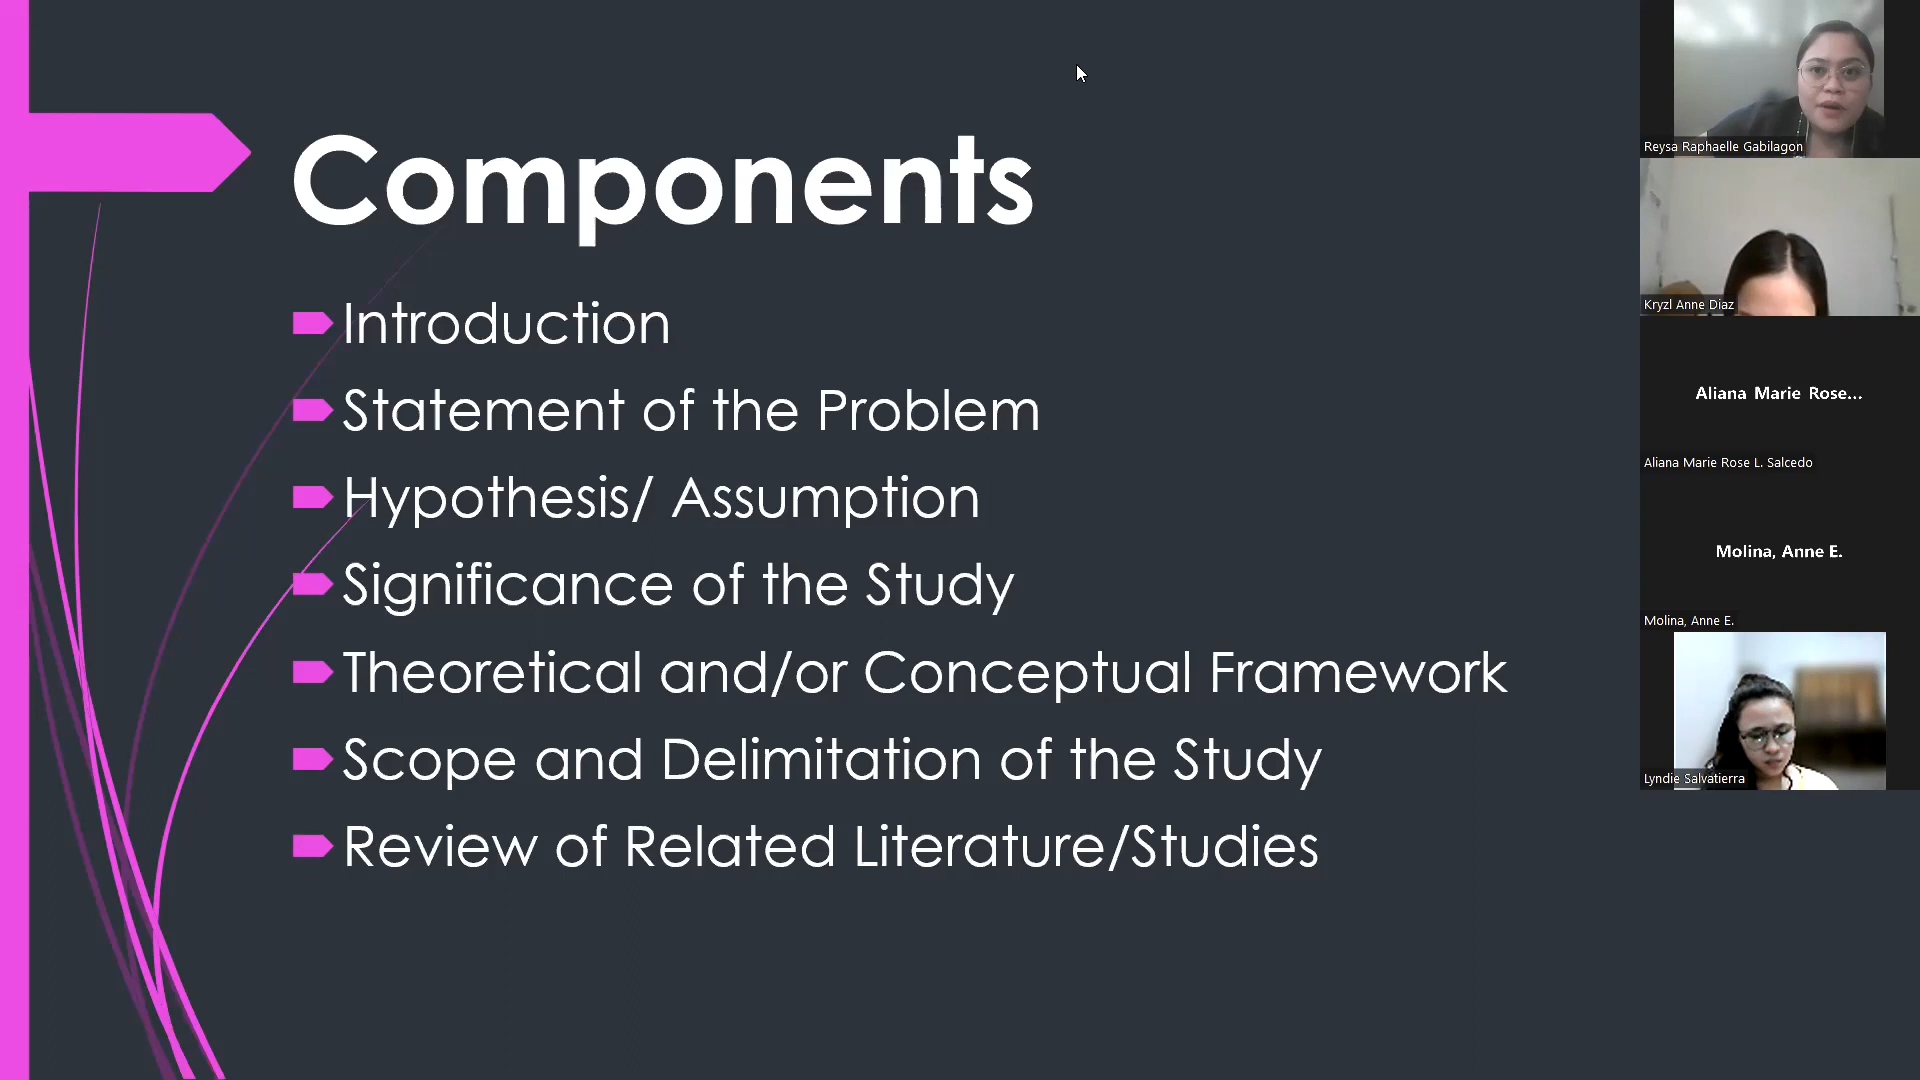 Components
Introduction
Statement of the Problem
Hypothesis/ Assumption
Significance of the Study
Theoretical and/or Conceptual Framework
Scope and Delimitation of the Study
Review of Related Literature/Studies
Reysa Raphaelle Gabilagon
Kryzl Anne Diaz
Aliana Marie Rose...
Aliana Marie Rose L. Salcedo
Molina, Anne E.
Molina, Anne E.
Lyndie Salvatierra